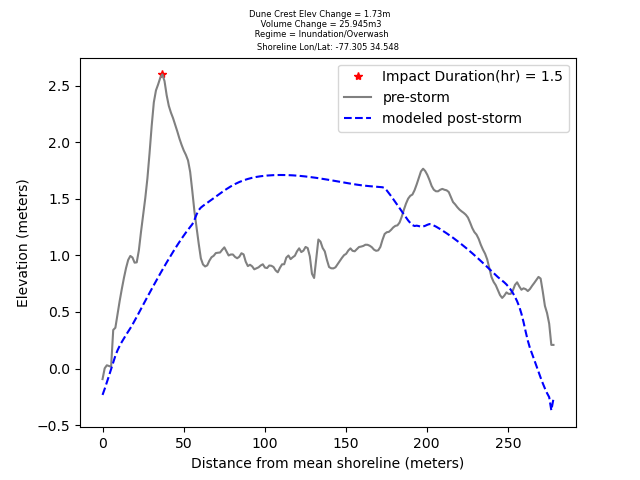 Dune Crest Elev Change = 1.73m
Volume Change = 25.945m
Regime = Inundation/Overwash
Shoreline Lon/Lat: -77.305 34.548
Impact Duration(hr) = 1.5
pre-storm
modeled post-storm
Elevation (meters)
2.5
2.0
1.5
1.0
0.5
0.0
−0.5
0 50 100 150 200 250
Distance from mean shoreline (meters)